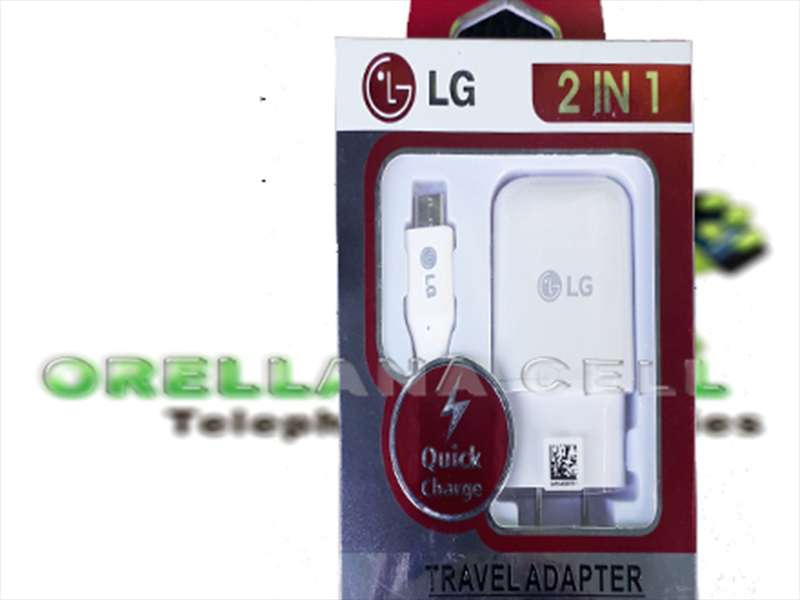 LG
2 IN 1
LG
LG
ORELLANA CELL
Quick
Charge
TRAVEL ADAPTER